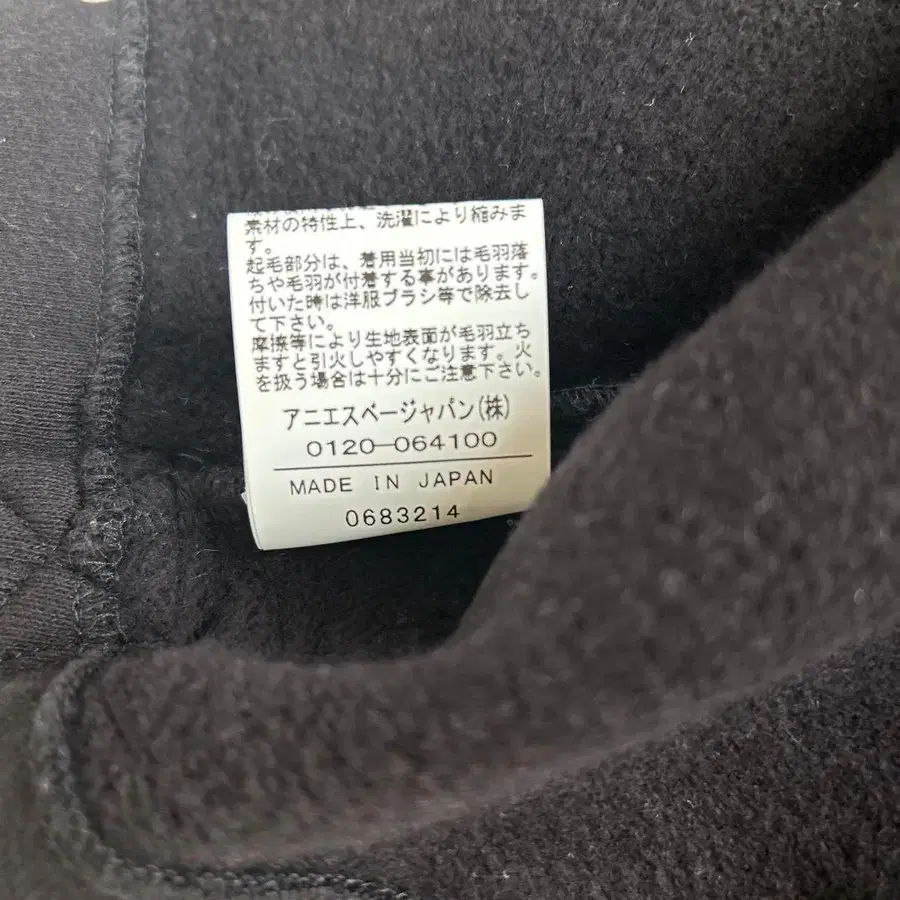 素材の特性上、洗濯により縮みま
す。
起毛部分は、着用当初には毛羽落
ちや毛羽が付着する事があります。
付いた時は洋服ブラシ等で除去し
て下さい。
摩擦等により生地表面が毛羽立ち
ますと引火しやすくなります。火
を扱う場合は十分にご注意下さい。
アニエスベージャパン(株)
0120-064100
MADE IN JAPAN
0683214